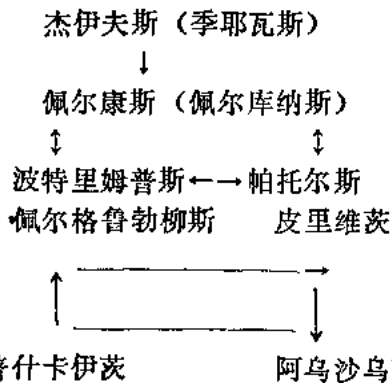 杰伊夫斯（季耶瓦斯）
↓
佩尔康斯（佩尔库纳斯）
↕ ↕
波特里姆普斯←→帕托尔斯
佩尔格鲁勃柳斯 皮里维茨
什卡伊茨 阿乌沙乌